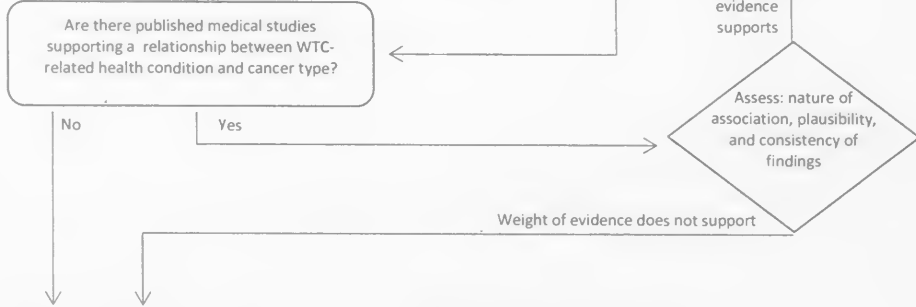 evidence
supports
Are there published medical studies
supporting a relationship between WTC-
related health condition and cancer type?
Assess: nature of
association, plausibility,
and consistency of
findings
No
Yes
Weight of evidence does not support